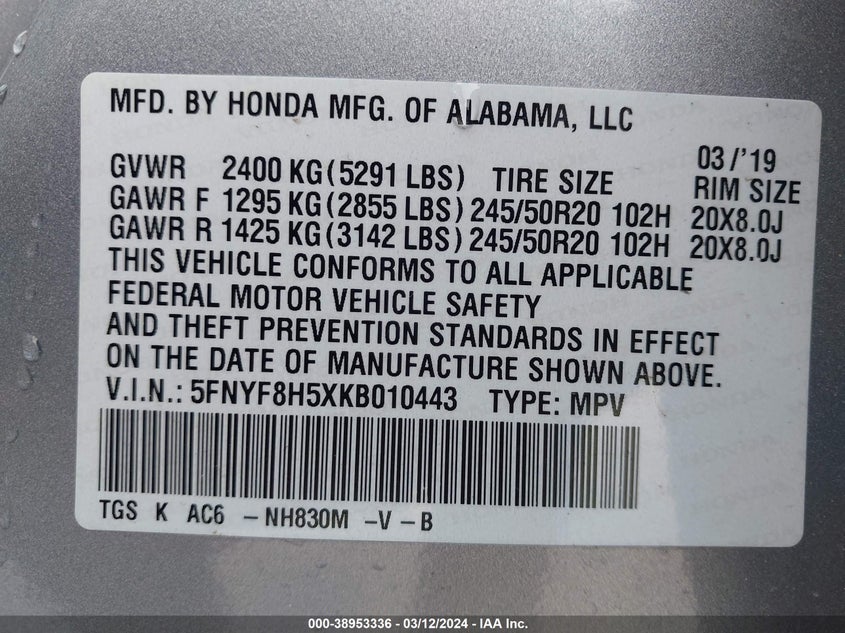 MFD. BY HONDA MFG. OF ALABAMA, LLC
03/'19
GVWR 2400 KG(5291 LBS) TIRE SIZE RIM SIZE
GAWR F 1295 KG(2855 LBS) 245/50R20 102H 20X8.0J
GAWR R 1425 KG(3142 LBS) 245/50R20 102H 20X8.0J
THIS VEHICLE CONFORMS TO ALL APPLICABLE
FEDERAL MOTOR VEHICLE SAFETY
AND THEFT PREVENTION STANDARDS IN EFFECT
ON THE DATE OF MANUFACTURE SHOWN ABOVE.
V.I.N.: 5FNYF8H5XKB010443 TYPE: MPV
TGS K AC6 -NH830M -V-B
000-38953336 - 03/12/2024 - IAA Inc.